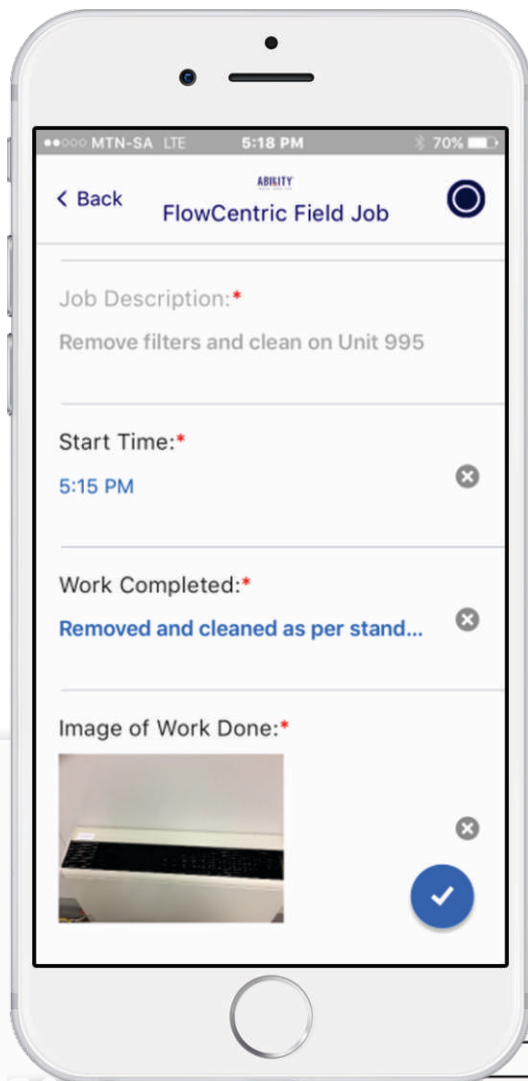 MTN-SA LTE 5:18 PM 70%
ABILITY
< Back
FlowCentric Field Job
Job Description:*
Remove filters and clean on Unit 995
Start Time:*
5:15 PM
Work Completed:*
Removed and cleaned as per stand...
Image of Work Done:*